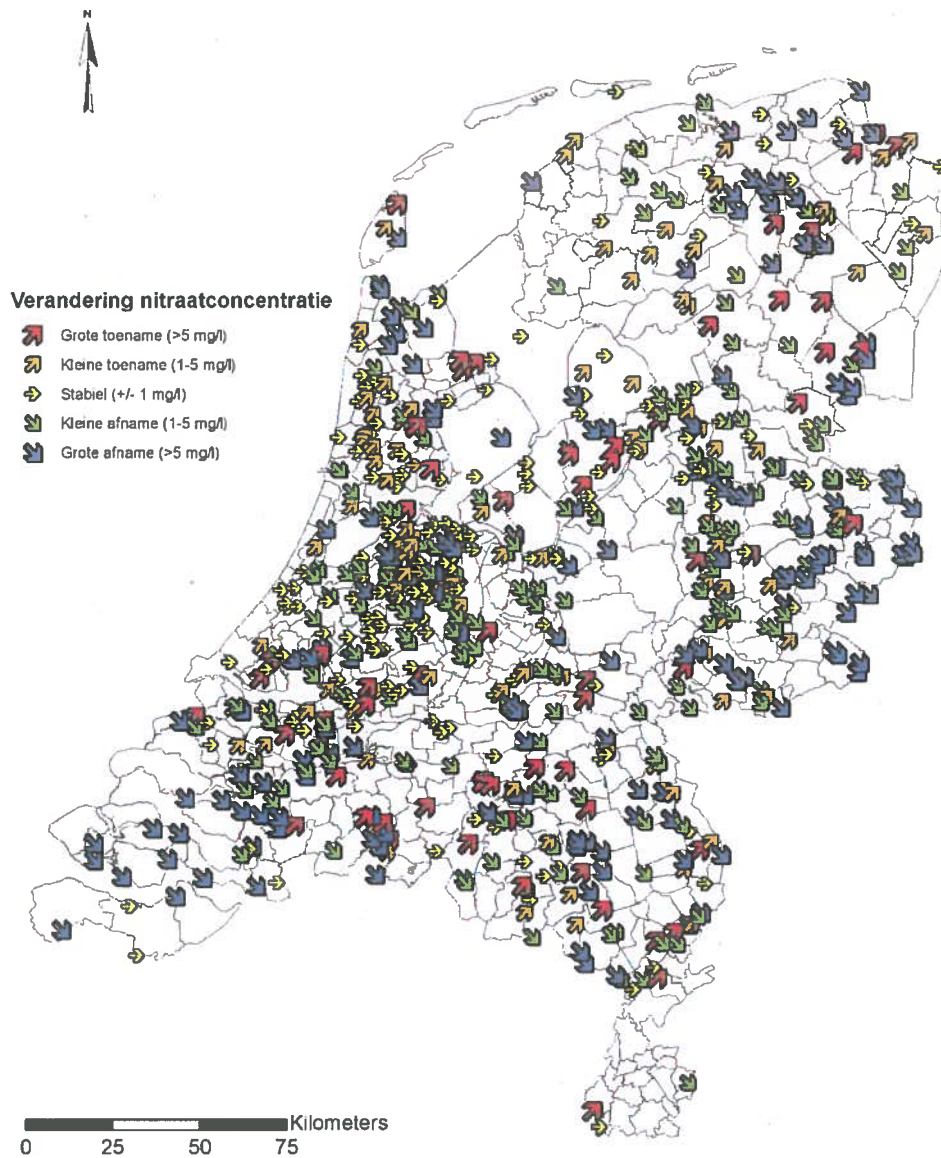 N
Verandering nitraatconcentratie
Grote toename (>5 mg/l)
Kleine toename (1-5 mg/l)
Stabiel (+/- 1 mg/l)
Kleine afname (1-5 mg/l)
Grote afname (>5 mg/l)
Kilometers
0 25 50 75